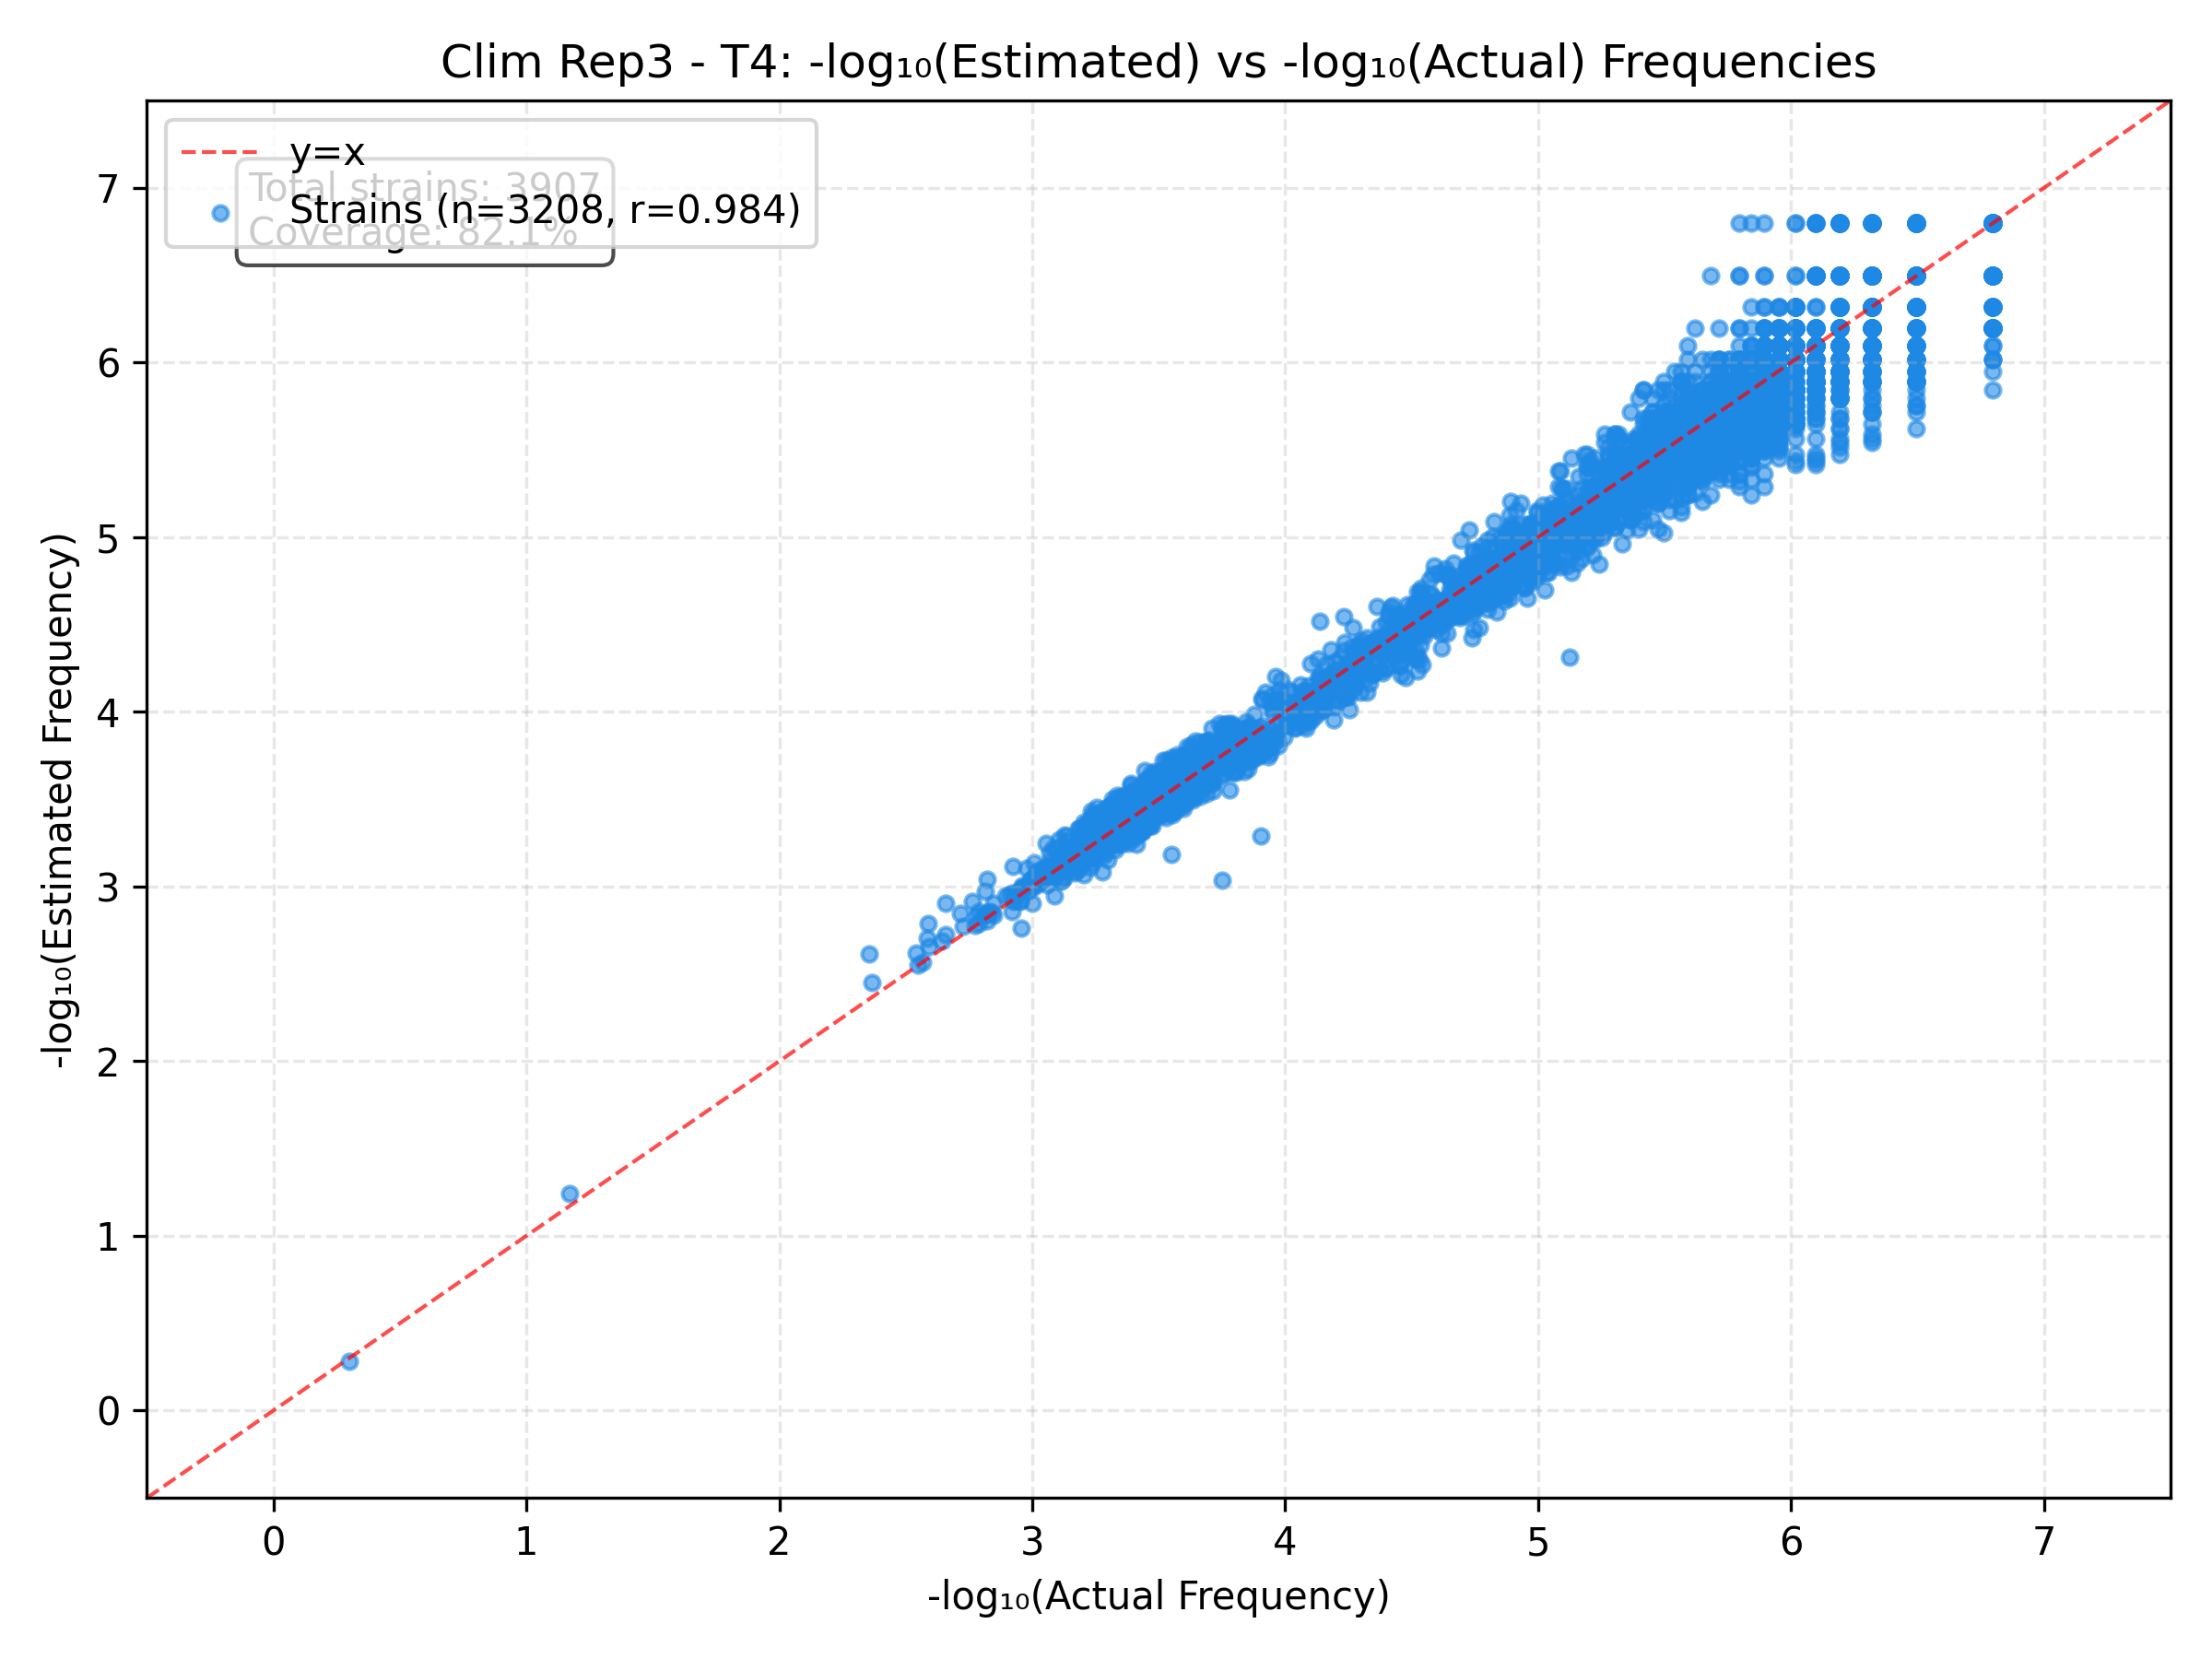 Clim Rep3 - T4: -log₁₀(Estimated) vs -log₁₀(Actual) Frequencies
y=x
Total strains: 3907
Strains (n=3208, r=0.984)
Coverage: 82.1%
-log₁₀(Estimated Frequency)
7
6
5
4
3
2
1
0
0 1 2 3 4 5 6 7
-log₁₀(Actual Frequency)